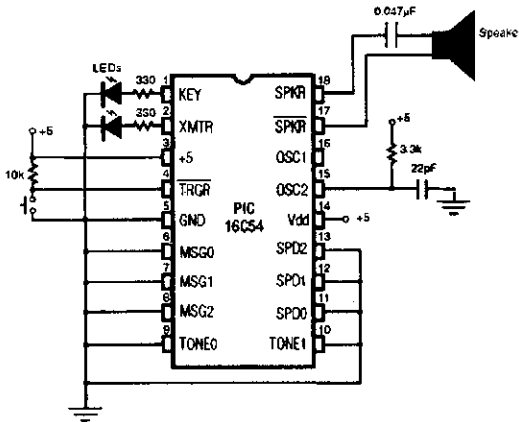 0.047µF
Speake
LEDs
330
1
KEY
SPKR
18
330
2
XMTR
SPKR
17
+5
+5
3
+5
OSC1
16
3.3k
22pF
10k
4
TRGR
OSC2
15
5
GND
PIC
16C54
Vdd
14
+5
6
MSG0
SPD2
13
7
MSG1
SPD1
12
8
MSG2
SPD0
11
9
TONE0
TONE1
10